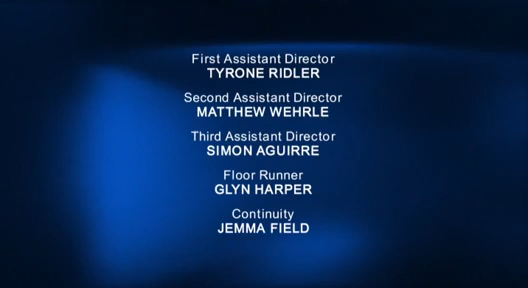 First Assistant Director
TYRONE RIDLER
Second Assistant Director
MATTHEW WEHRLE
Third Assistant Director
SIMON AGUIRRE
Floor Runner
GLYN HARPER
Continuity
JEMMA FIELD